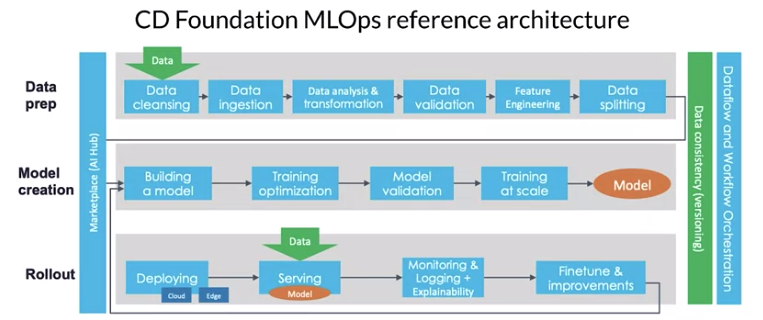 CD Foundation MLOps reference architecture
Data
prep
Marketplace (AI Hub)
Data
Data
cleansing
Data
ingestion
Data analysis &
transformation
Data
validation
Feature
Engineering
Data
splitting
Model
creation
Building
a model
Training
optimization
Model
validation
Training
at scale
Model
Rollout
Deploying
Cloud
Edge
Data
Serving
Model
Monitoring &
Logging +
Explainability
Finetune &
improvements
Data consistency (versioning)
Dataflow and Workflow Orchestration